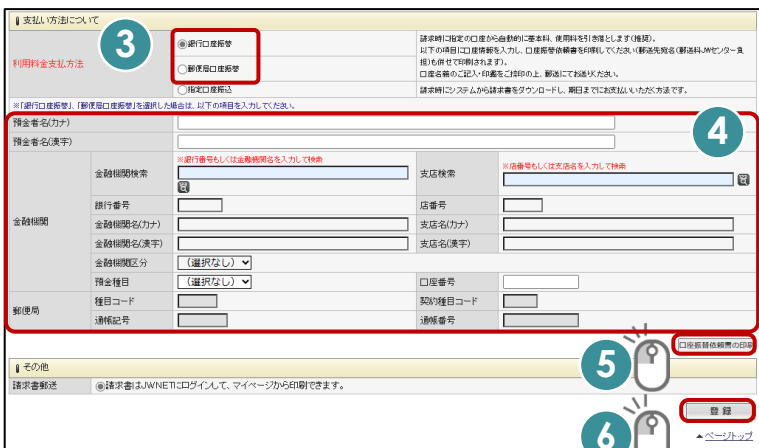 支払い方法について
3
利用料金支払方法
銀行口座振替
郵便局口座振替
請求時に指定の口座から自動的に基本料、使用料を引き落とします(推奨)。
以下の項目に口座情報を入力し、口座振替依頼書を印刷してください(郵送先宛名(郵送料JWセンター負
担)も併せて印刷されます)。
口座名義のご記入・印鑑をご捺印の上、郵送にてお送りください。
指定口座振込
請求時にシステムから請求書をダウンロードし、期日までにお支払いいただく方法です。
※「銀行口座振替」、「郵便局口座振替」を選択した場合は、以下の項目を入力してください。
預金者名(カナ)
4
預金者名(漢字)
金融機関
金融機関検索
※銀行番号もしくは金融機関名を入力して検索
支店検索
※店番号もしくは支店名を入力して検索
銀行番号
店番号
金融機関名(カナ)
支店名(カナ)
金融機関名(漢字)
支店名(漢字)
金融機関区分
(選択なし)
預金種目
(選択なし)
口座番号
郵便局
種目コード
契約種目コード
通帳記号
通帳番号
口座振替依頼書の印刷
5
その他
請求書郵送
請求書はJWNETにログインして、マイページから印刷できます。
登録
6
▲ページトップ